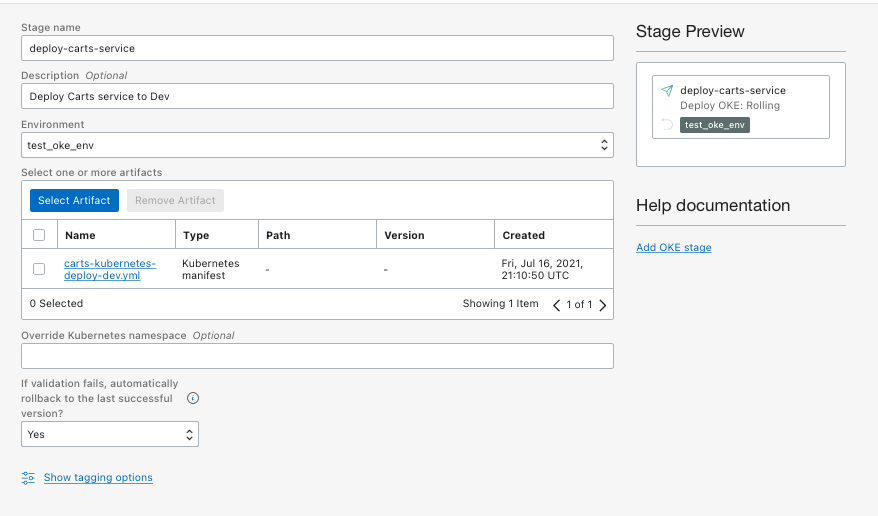 Stage name
deploy-carts-service
Description Optional
Deploy Carts service to Dev
Environment
test_oke_env
Select one or more artifacts
Select Artifact Remove Artifact
Name Type Path Version Created
carts-kubernetes-deploy-dev.yml Kubernetes manifest - - Fri, Jul 16, 2021, 21:10:50 UTC
0 Selected Showing 1 Item 1 of 1
Override Kubernetes namespace Optional
If validation fails, automatically
rollback to the last successful
version?
Yes
Show tagging options
Stage Preview
deploy-carts-service
Deploy OKE: Rolling
test_oke_env
Help documentation
Add OKE stage